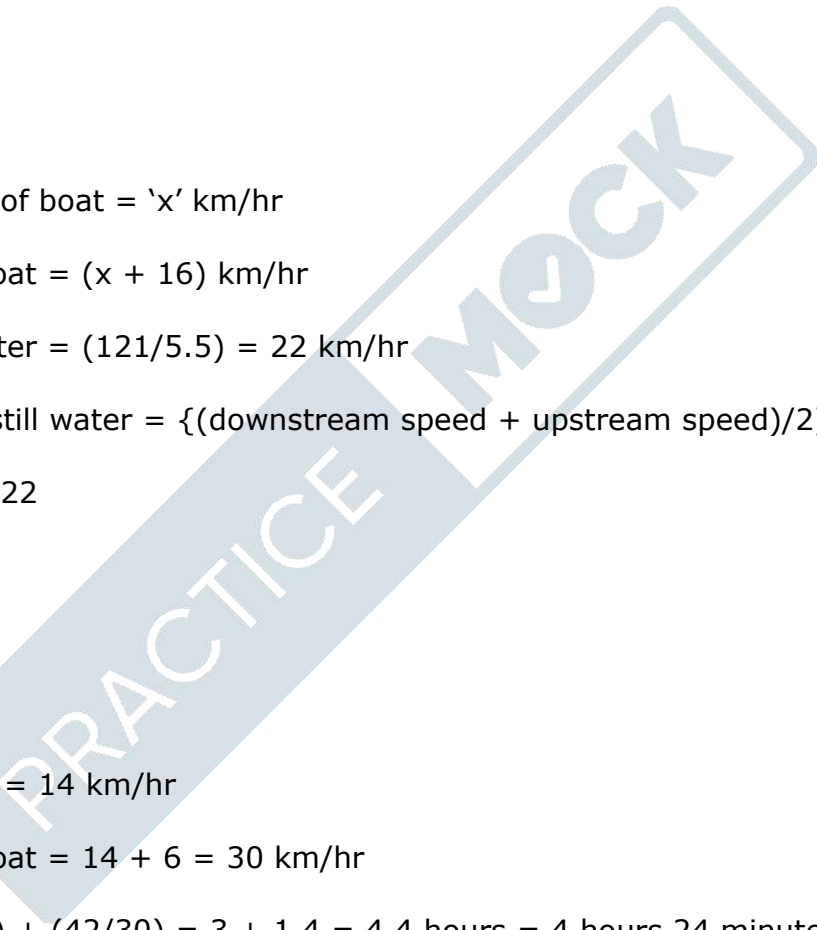 of boat = ‘x’ km/hr
oat = (x + 16) km/hr
ter = (121/5.5) = 22 km/hr
still water = {(downstream speed + upstream speed)/2}
22
= 14 km/hr
oat = 14 + 6 = 30 km/hr
) + (42/30) = 3 + 1.4 = 4.4 hours = 4 hours 24 minute
PRACTICE MOCK